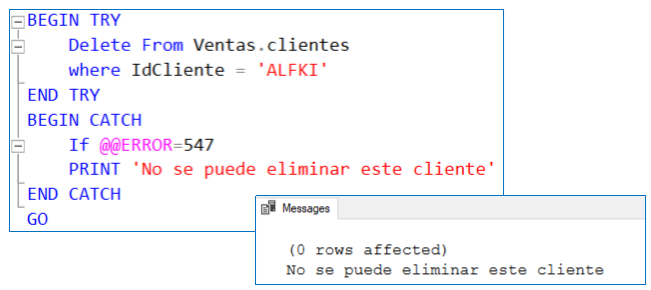 BEGIN TRY
Delete From Ventas.clientes
where IdCliente = 'ALFKI'
END TRY
BEGIN CATCH
If @@ERROR=547
PRINT 'No se puede eliminar este cliente'
END CATCH
GO
Messages
(0 rows affected)
No se puede eliminar este cliente